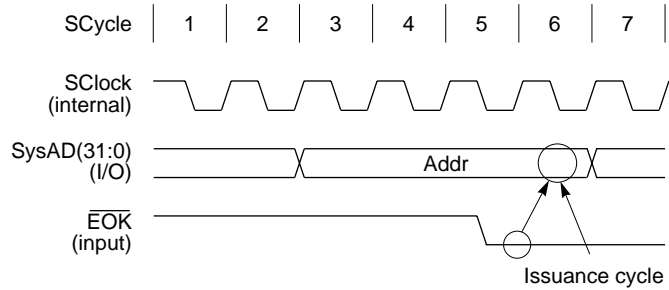 SCycle 1 2 3 4 5 6 7
SClock
(internal)
SysAD(31:0)
(I/O)
Addr
EOK
(input)
Issuance cycle